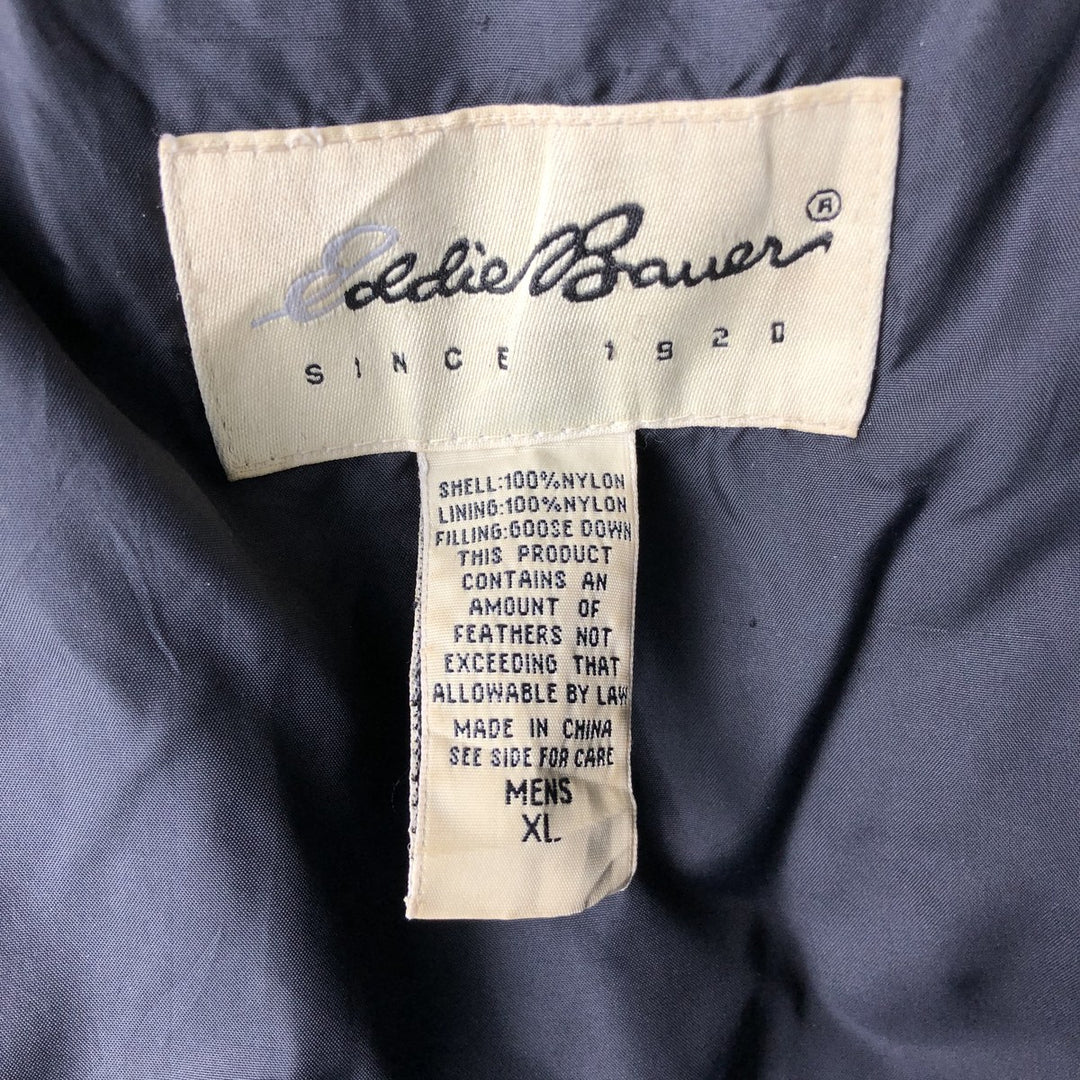 Eddie Bauer®
SINCE 1920
SHELL:100%NYLON
LINING:100%NYLON
FILLING:GOOSE DOWN
THIS PRODUCT
CONTAINS AN
AMOUNT OF
FEATHERS NOT
EXCEEDING THAT
ALLOWABLE BY LAW
MADE IN CHINA
SEE SIDE FOR CARE
MENS
XL